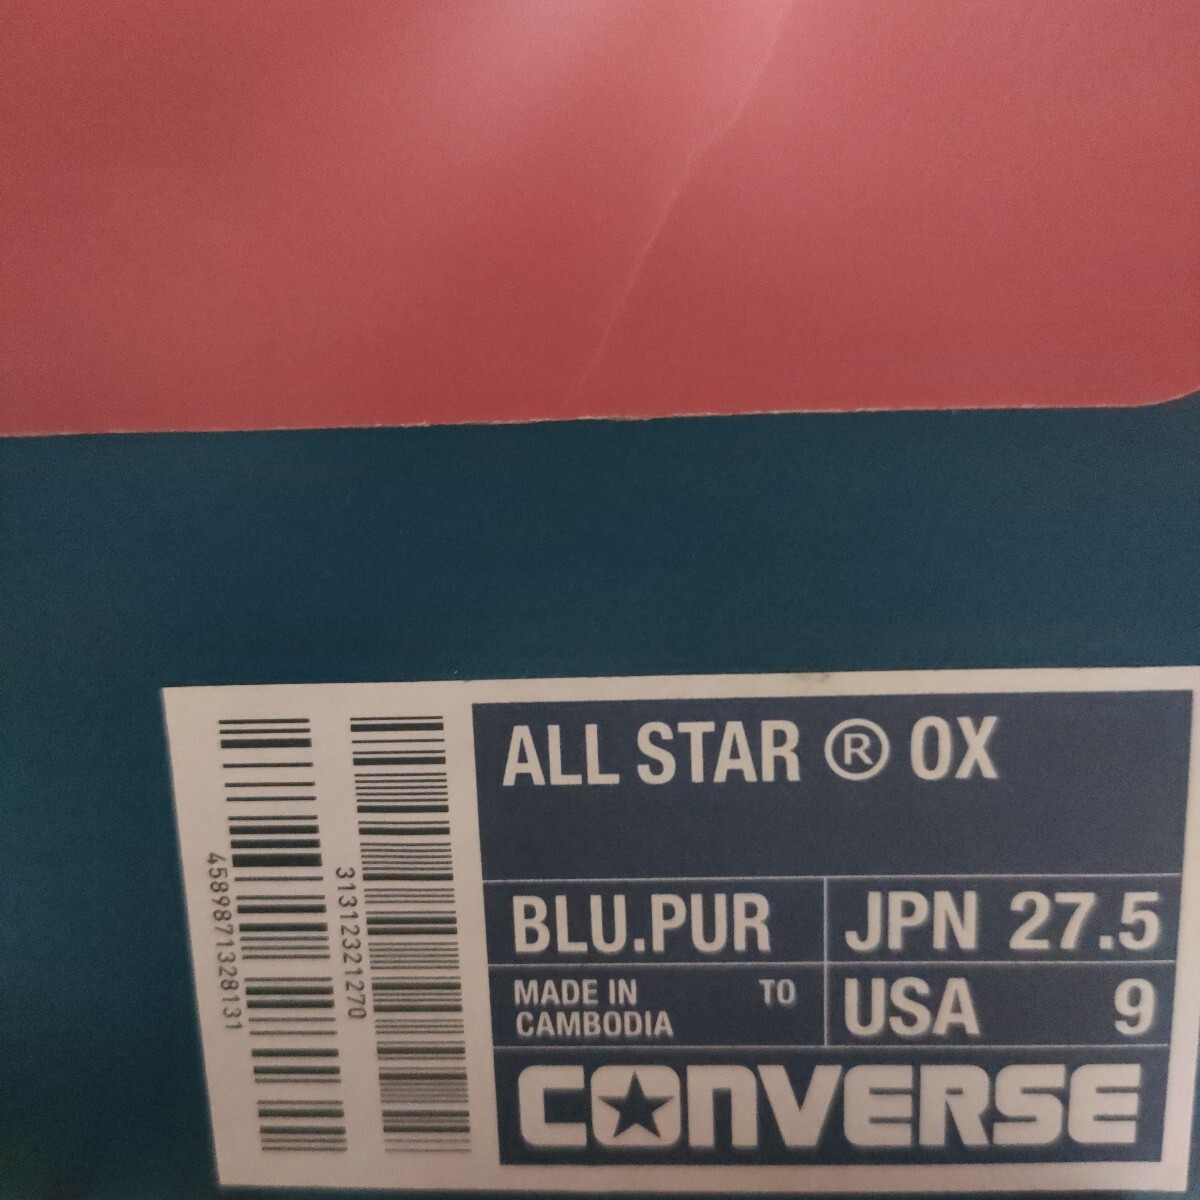 ALL STAR ® OX
BLU.PUR
JPN 27.5
MADE IN CAMBODIA
TO
USA 9
CONVERSE
4589871328131
31312321270